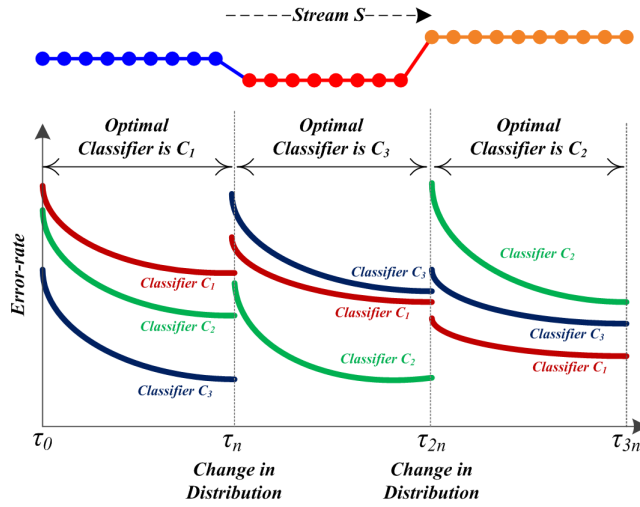 Stream S
Optimal
Classifier is C1
Optimal
Classifier is C3
Optimal
Classifier is C2
Error-rate
Classifier C1
Classifier C2
Classifier C3
Classifier C3
Classifier C1
Classifier C2
Classifier C2
Classifier C3
Classifier C1
τ0
τn
τ2n
τ3n
Change in
Distribution
Change in
Distribution